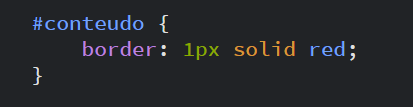 #conteudo {
    border: 1px solid red;
}